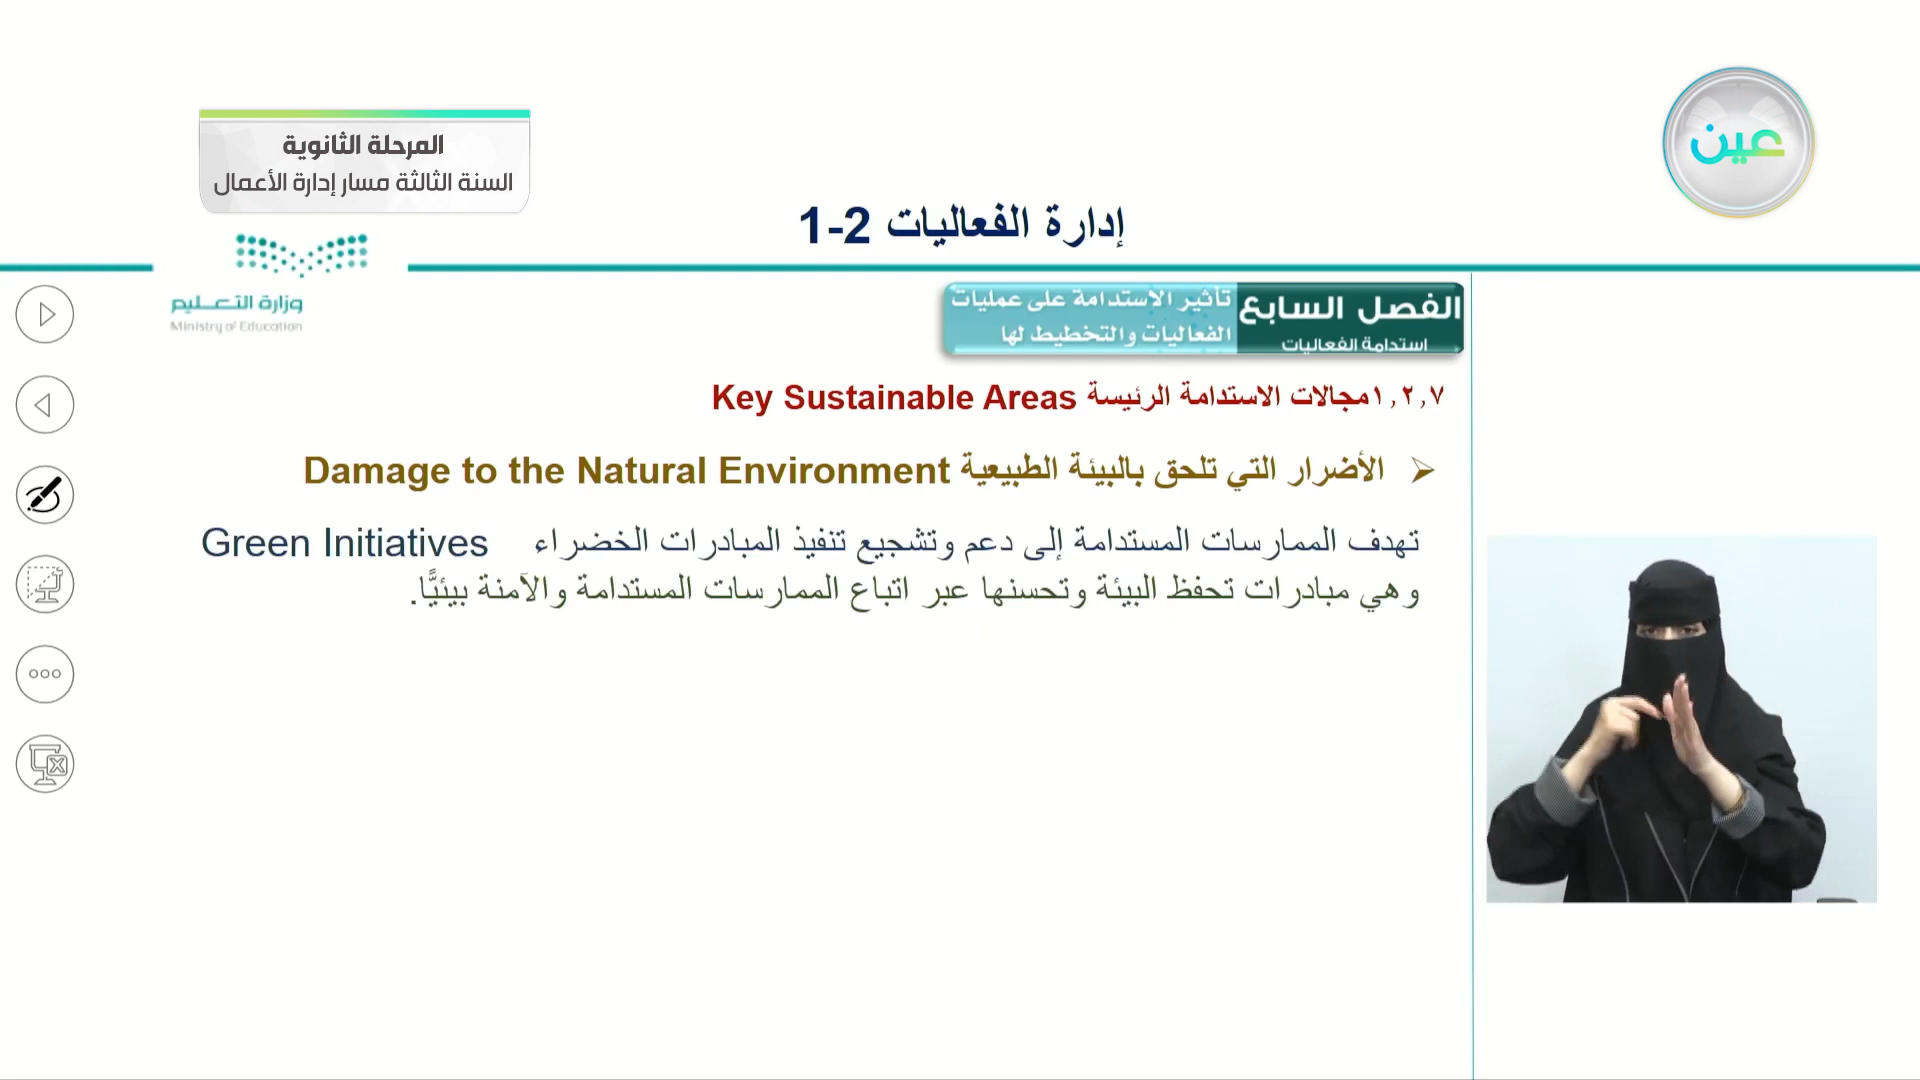 المرحلة الثانوية
السنة الثالثة مسار إدارة الأعمال
عين
إدارة الفعاليات 2-1
وزارة التعليم
Ministry of Education
الفصل السابع
استدامة الفعاليات
تأثير الاستدامة على عمليات
الفعاليات والتخطيط لها
١,٢,٧مجالات الاستدامة الرئيسة Key Sustainable Areas
الأضرار التي تلحق بالبيئة الطبيعية Damage to the Natural Environment
تهدف الممارسات المستدامة إلى دعم وتشجيع تنفيذ المبادرات الخضراء Green Initiatives
وهي مبادرات تحفظ البيئة وتحسنها عبر اتباع الممارسات المستدامة والآمنة بيئيًّا.